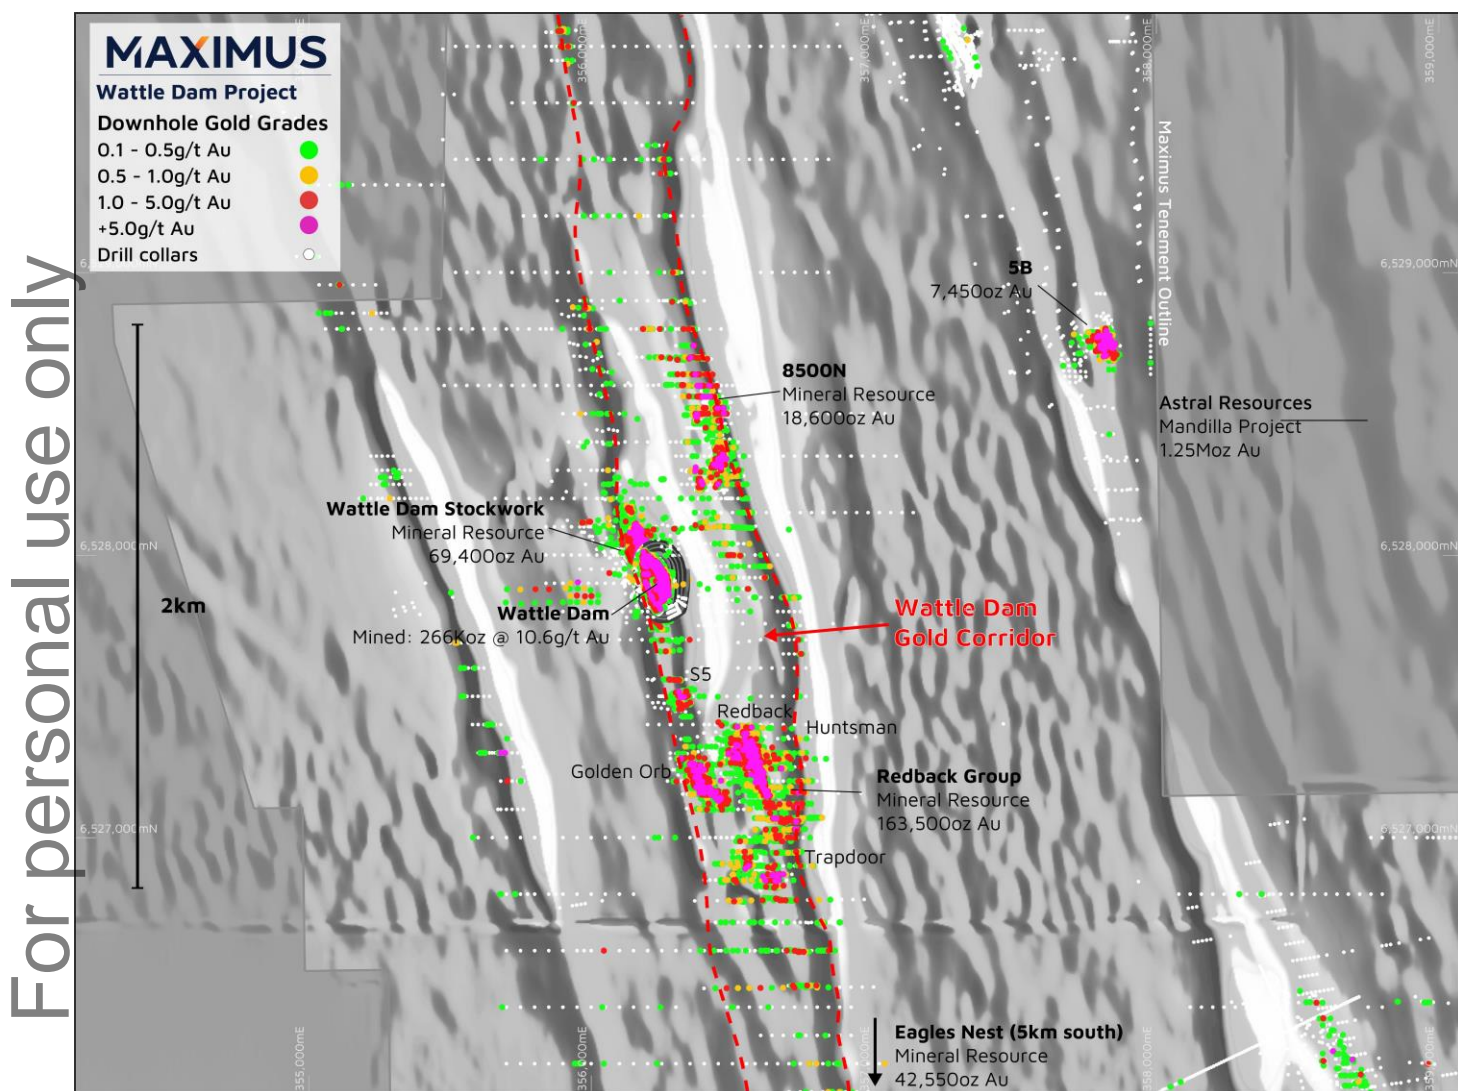 For personal use only
MAXIMUS
Wattle Dam Project
Downhole Gold Grades
0.1 - 0.5g/t Au
0.5 - 1.0g/t Au
1.0 - 5.0g/t Au
+5.0g/t Au
Drill collars
356,000mE
357,000mE
358,000mE
359,000mE
Maximus Tenement Outline
6,529,000mN
5B
7,450oz Au
8500N
Mineral Resource
18,600oz Au
Astral Resources
Mandilla Project
1.25Moz Au
Wattle Dam Stockwork
Mineral Resource
69,400oz Au
6,528,000mN
6,528,000mN
2km
Wattle Dam
Mined: 266Koz @ 10.6g/t Au
Wattle Dam
Gold Corridor
S5
Redback
Huntsman
Golden Orb
Redback Group
Mineral Resource
163,500oz Au
6,527,000mN
6,527,000mN
Trapdoor
Eagles Nest (5km south)
Mineral Resource
42,550oz Au
355,000mE
356,000mE
358,000mE